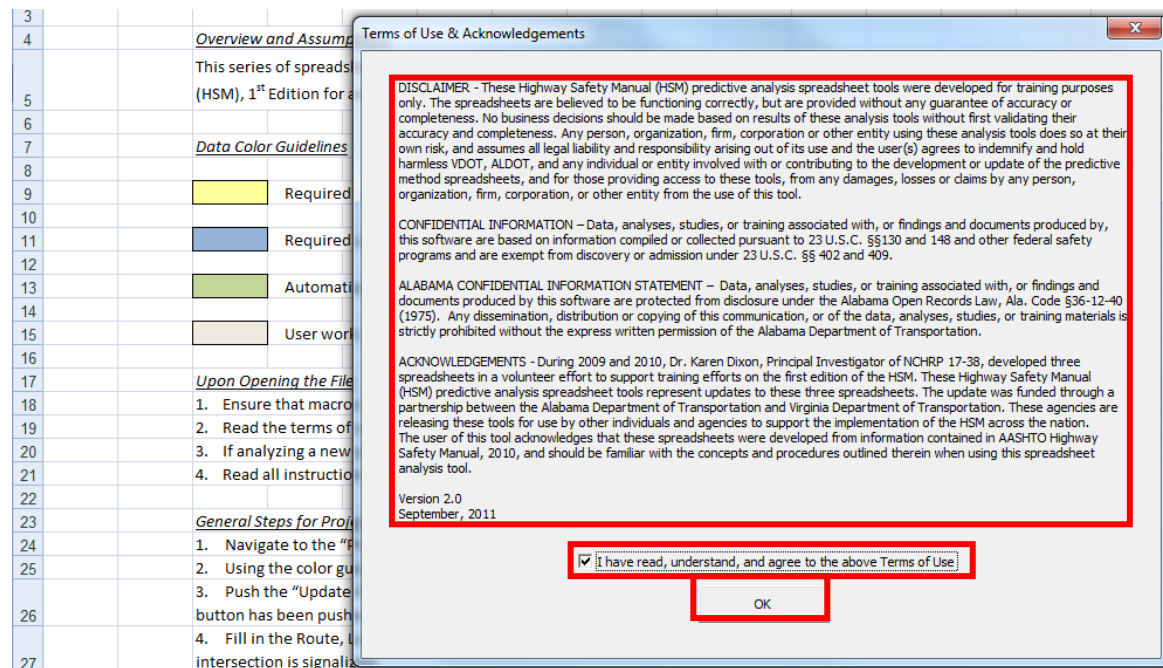 3
Terms of Use & Acknowledgements
4 Overview and Assump
This series of spreads
5 (HSM), 1st Edition for a
6
7 Data Color Guidelines
8
9 Required
10
11 Required
12
13 Automati
14
15 User work
16
17 Upon Opening the File
18 1. Ensure that macro
19 2. Read the terms of
20 3. If analyzing a new
21 4. Read all instructio
22
23 General Steps for Proje
24 1. Navigate to the "P
25 2. Using the color gu
3. Push the "Update
26 button has been push
4. Fill in the Route, L
27 intersection is signaliz
DISCLAIMER - These Highway Safety Manual (HSM) predictive analysis spreadsheet tools were developed for training purposes
only. The spreadsheets are believed to be functioning correctly, but are provided without any guarantee of accuracy or
completeness. No business decisions should be made based on results of these analysis tools without first validating their
accuracy and completeness. Any person, organization, firm, corporation or other entity using these analysis tools does so at their
own risk, and assumes all legal liability and responsibility arising out of its use and the user(s) agrees to indemnify and hold
harmless VDOT, ALDOT, and any individual or entity involved with or contributing to the development or update of the predictive
method spreadsheets, and for those providing access to these tools, from any damages, losses or claims by any person,
organization, firm, corporation, or other entity from the use of this tool.
CONFIDENTIAL INFORMATION – Data, analyses, studies, or training associated with, or findings and documents produced by,
this software are based on information compiled or collected pursuant to 23 U.S.C. §§130 and 148 and other federal safety
programs and are exempt from discovery or admission under 23 U.S.C. §§ 402 and 409.
ALABAMA CONFIDENTIAL INFORMATION STATEMENT – Data, analyses, studies, or training associated with, or findings and
documents produced by this software are protected from disclosure under the Alabama Open Records Law, Ala. Code §36-12-40
(1975). Any dissemination, distribution or copying of this communication, or of the data, analyses, studies, or training materials is
strictly prohibited without the express written permission of the Alabama Department of Transportation.
ACKNOWLEDGEMENTS - During 2009 and 2010, Dr. Karen Dixon, Principal Investigator of NCHRP 17-38, developed three
spreadsheets in a volunteer effort to support training efforts on the first edition of the HSM. These Highway Safety Manual
(HSM) predictive analysis spreadsheet tools represent updates to these three spreadsheets. The update was funded through a
partnership between the Alabama Department of Transportation and Virginia Department of Transportation. These agencies are
releasing these tools for use by other individuals and agencies to support the implementation of the HSM across the nation.
The user of this tool acknowledges that these spreadsheets were developed from information contained in AASHTO Highway
Safety Manual, 2010, and should be familiar with the concepts and procedures outlined therein when using this spreadsheet
analysis tool.
Version 2.0
September, 2011
I have read, understand, and agree to the above Terms of Use
OK